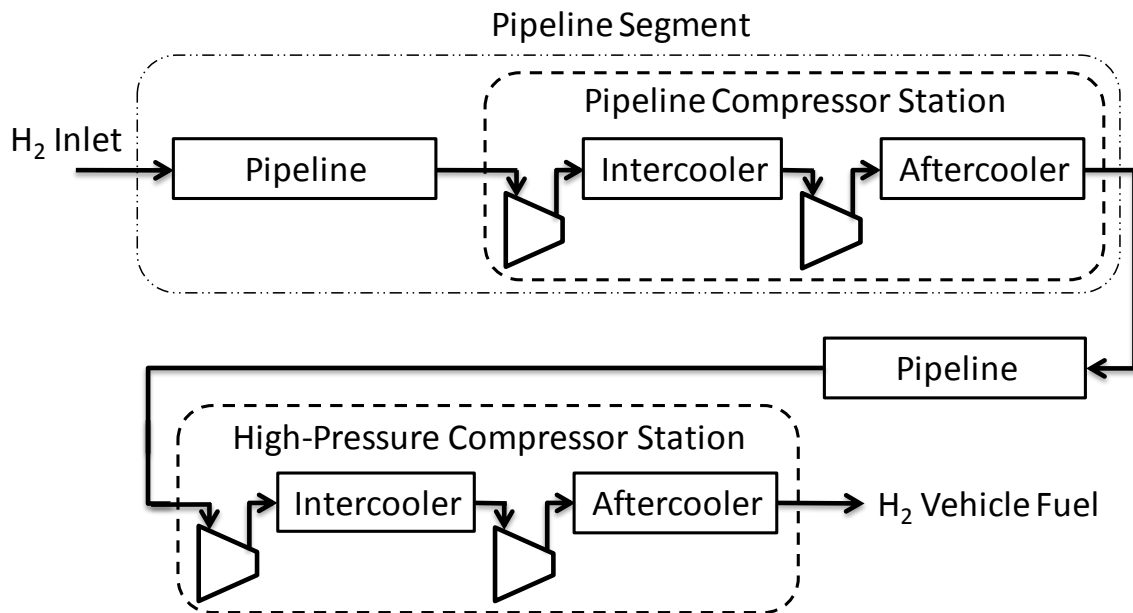 Pipeline Segment
Pipeline Compressor Station
H₂ Inlet
Pipeline
Intercooler
Aftercooler
Pipeline
High-Pressure Compressor Station
Intercooler
Aftercooler
H₂ Vehicle Fuel